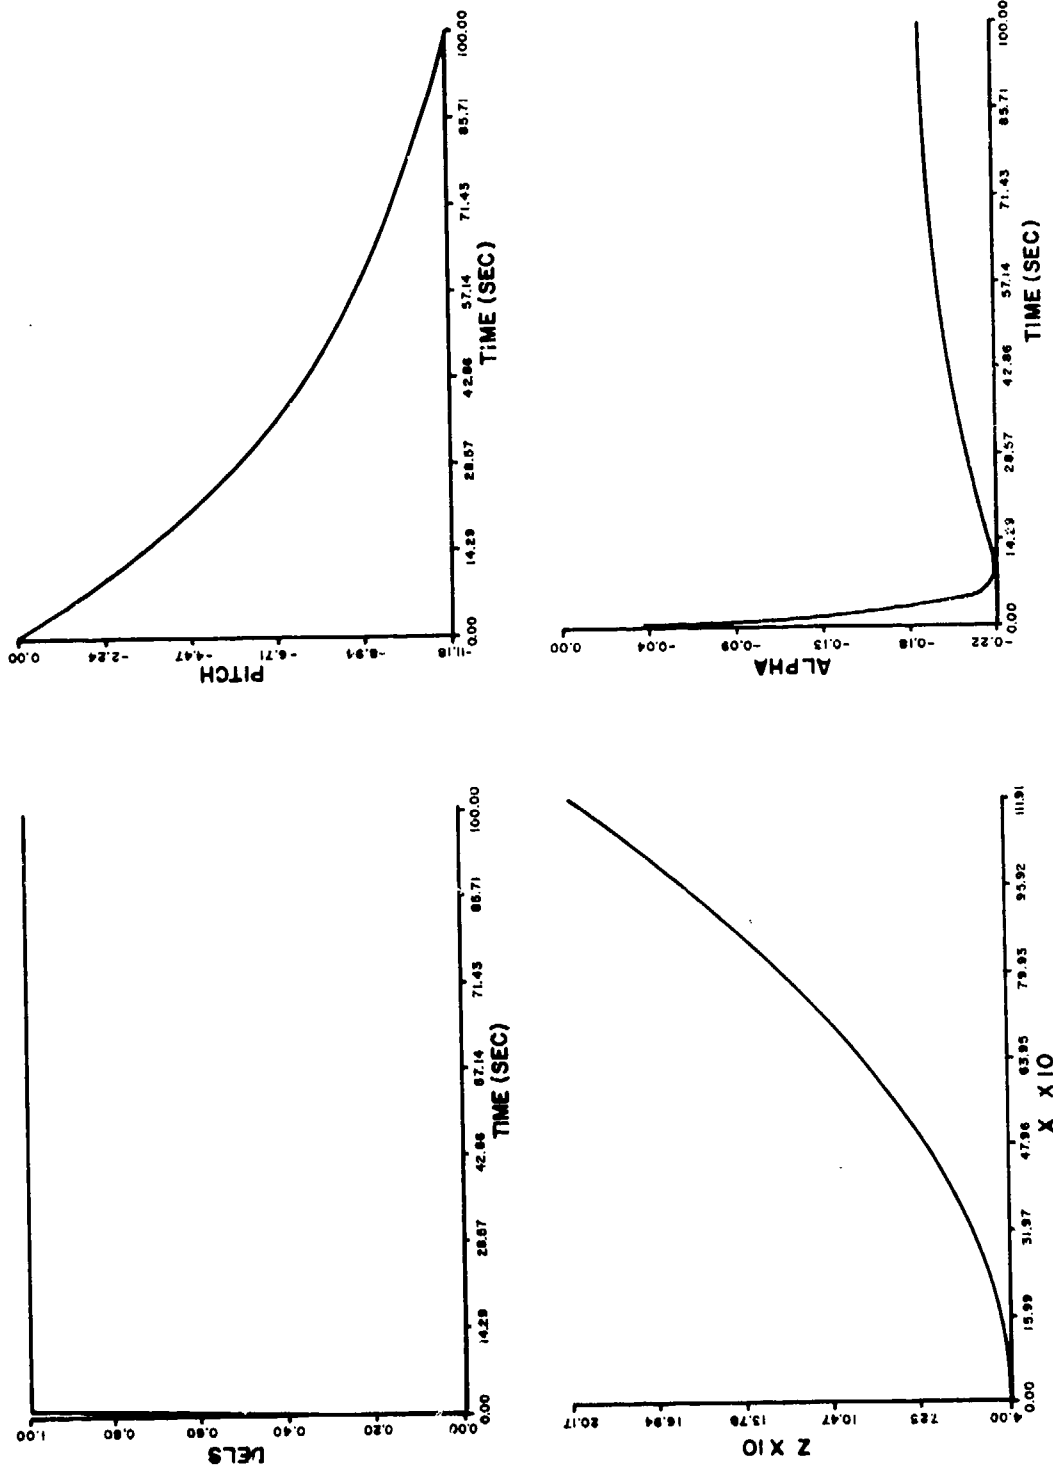 1.00
0.80
0.60
0.40
0.20
0.00
DELS
0.00 14.29 28.57 42.86 57.14 71.43 85.71 100.00
TIME (SEC)
0.00
-2.24
-4.47
-6.71
-8.94
-11.18
PITCH
0.00 14.29 28.57 42.86 57.14 71.43 85.71 100.00
TIME (SEC)
20.17
16.94
13.70
10.47
7.23
4.00
Z X10
0.00 15.99 31.97 47.96 63.95 79.93 95.92 111.91
X X10
0.00
-0.04
-0.09
-0.13
-0.18
-0.22
ALPHA
0.00 14.29 28.57 42.86 57.14 71.43 85.71 100.00
TIME (SEC)